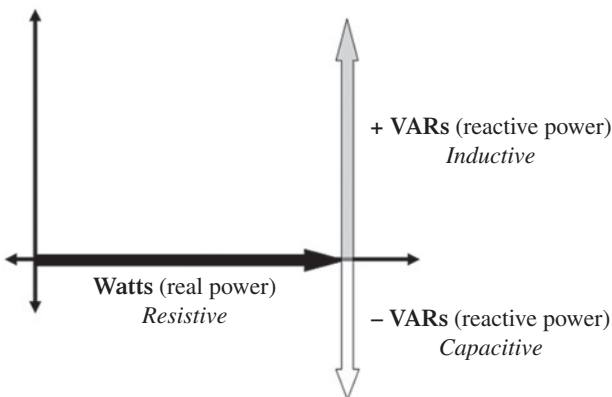 + VARs (reactive power)
Inductive
Watts (real power)
Resistive
– VARs (reactive power)
Capacitive